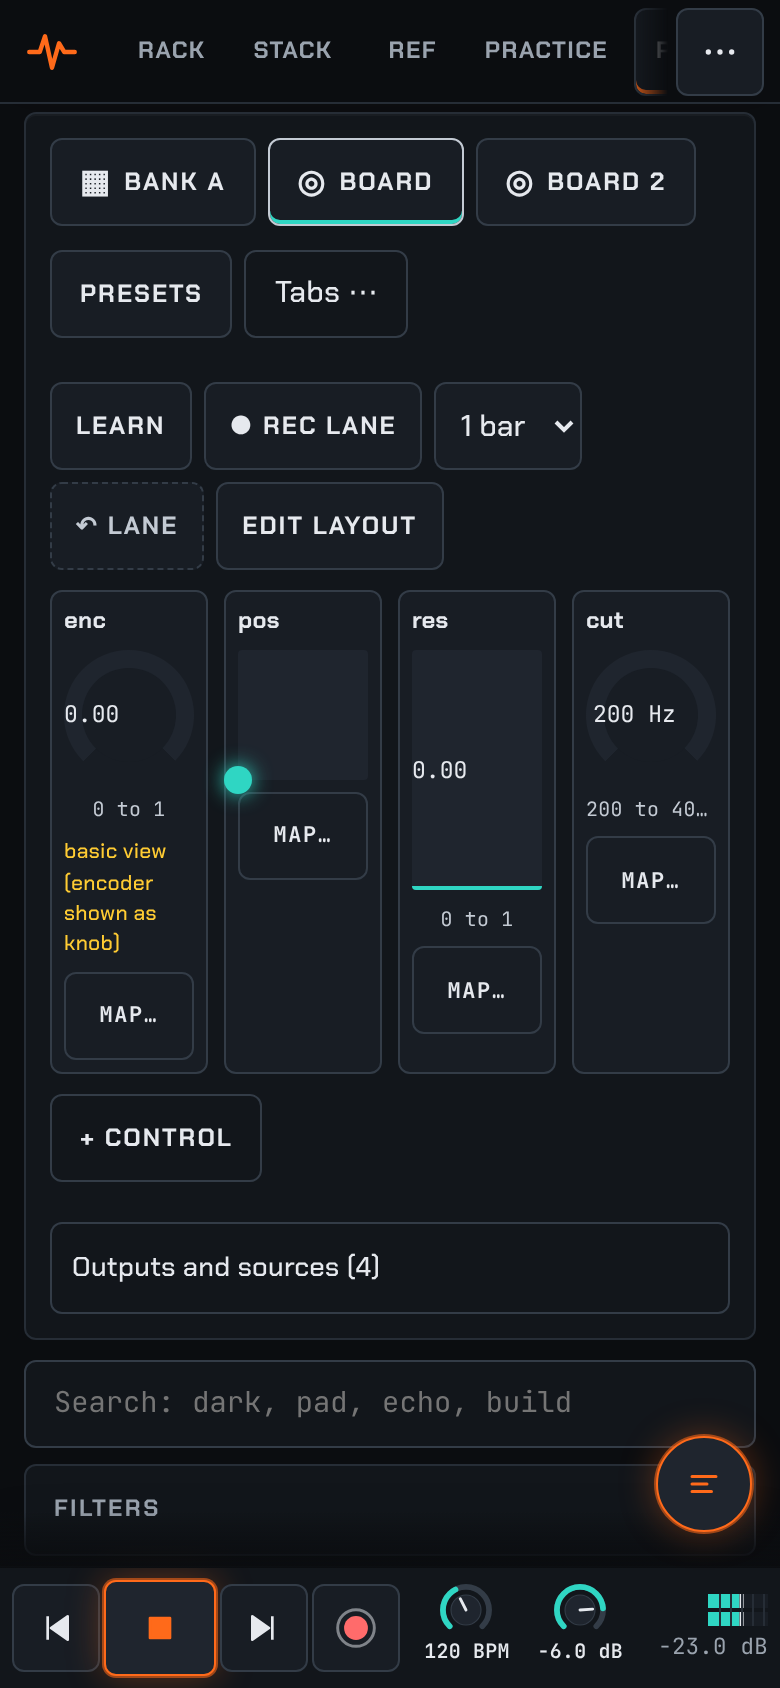 RACK STACK REF PRACTICE
BANK A BOARD BOARD 2
PRESETS Tabs ···
LEARN REC LANE 1 bar
↶ LANE EDIT LAYOUT
enc pos res cut
0.00 0.00 200 Hz
0 to 1 0 to 1 200 to 40…
basic view
(encoder
shown as
knob)
MAP… MAP… MAP… MAP…
+ CONTROL
Outputs and sources (4)
Search: dark, pad, echo, build
FILTERS
120 BPM -6.0 dB -23.0 dB